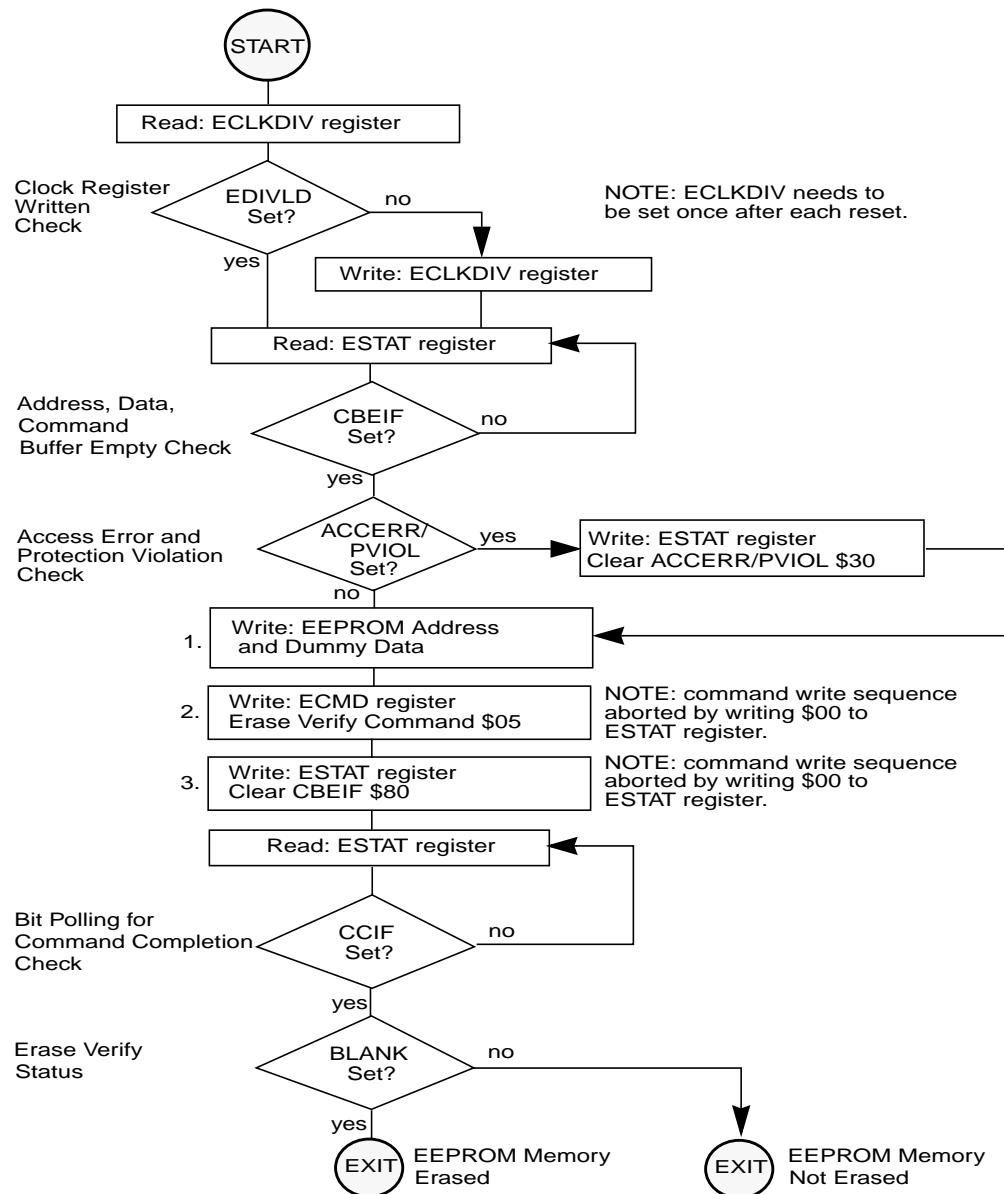 START
Read: ECLKDIV register
Clock Register
Written
Check
EDIVLD
Set?
no
yes
NOTE: ECLKDIV needs to
be set once after each reset.
Write: ECLKDIV register
Read: ESTAT register
Address, Data,
Command
Buffer Empty Check
CBEIF
Set?
no
yes
Access Error and
Protection Violation
Check
ACCERR/
PVIOL
Set?
yes
no
Write: ESTAT register
Clear ACCERR/PVIOL $30
1.
Write: EEPROM Address
and Dummy Data
2.
Write: ECMD register
Erase Verify Command $05
NOTE: command write sequence
aborted by writing $00 to
ESTAT register.
3.
Write: ESTAT register
Clear CBEIF $80
NOTE: command write sequence
aborted by writing $00 to
ESTAT register.
Read: ESTAT register
Bit Polling for
Command Completion
Check
CCIF
Set?
no
yes
Erase Verify
Status
BLANK
Set?
no
yes
EXIT
EEPROM Memory
Erased
EXIT
EEPROM Memory
Not Erased